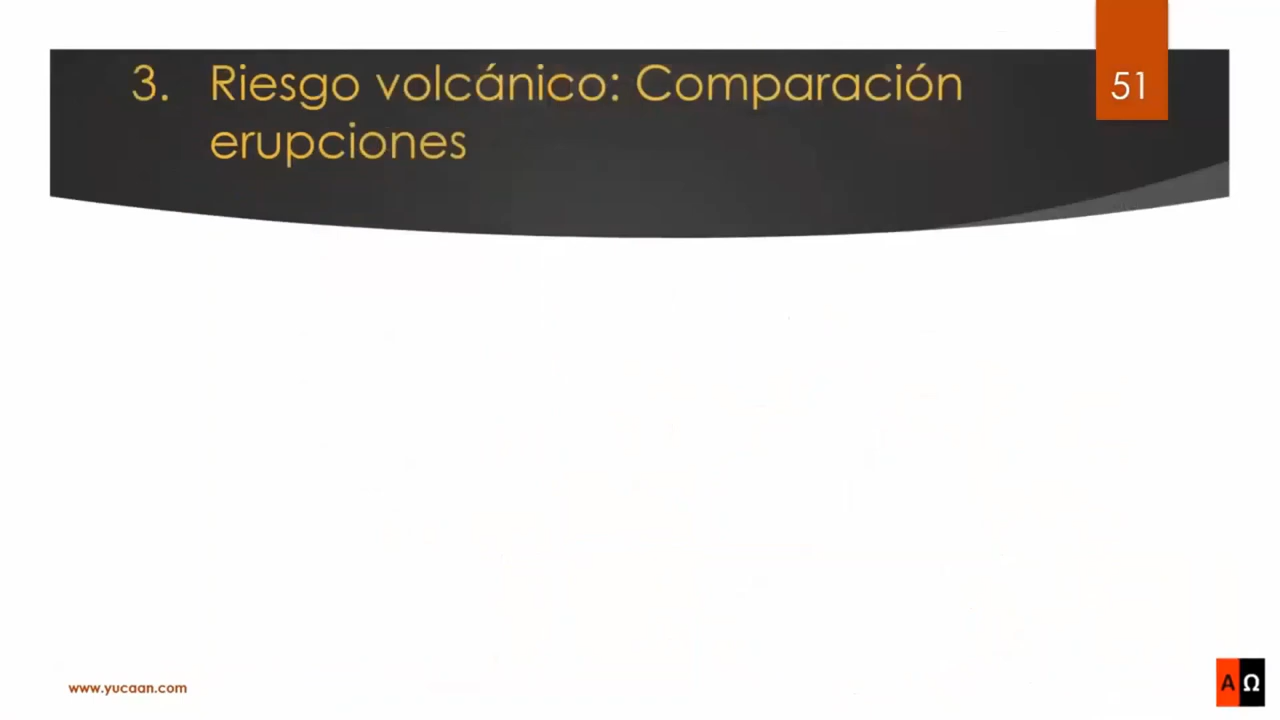 3. Riesgo volcánico: Comparación
erupciones
51
www.yucaan.com
AΩ